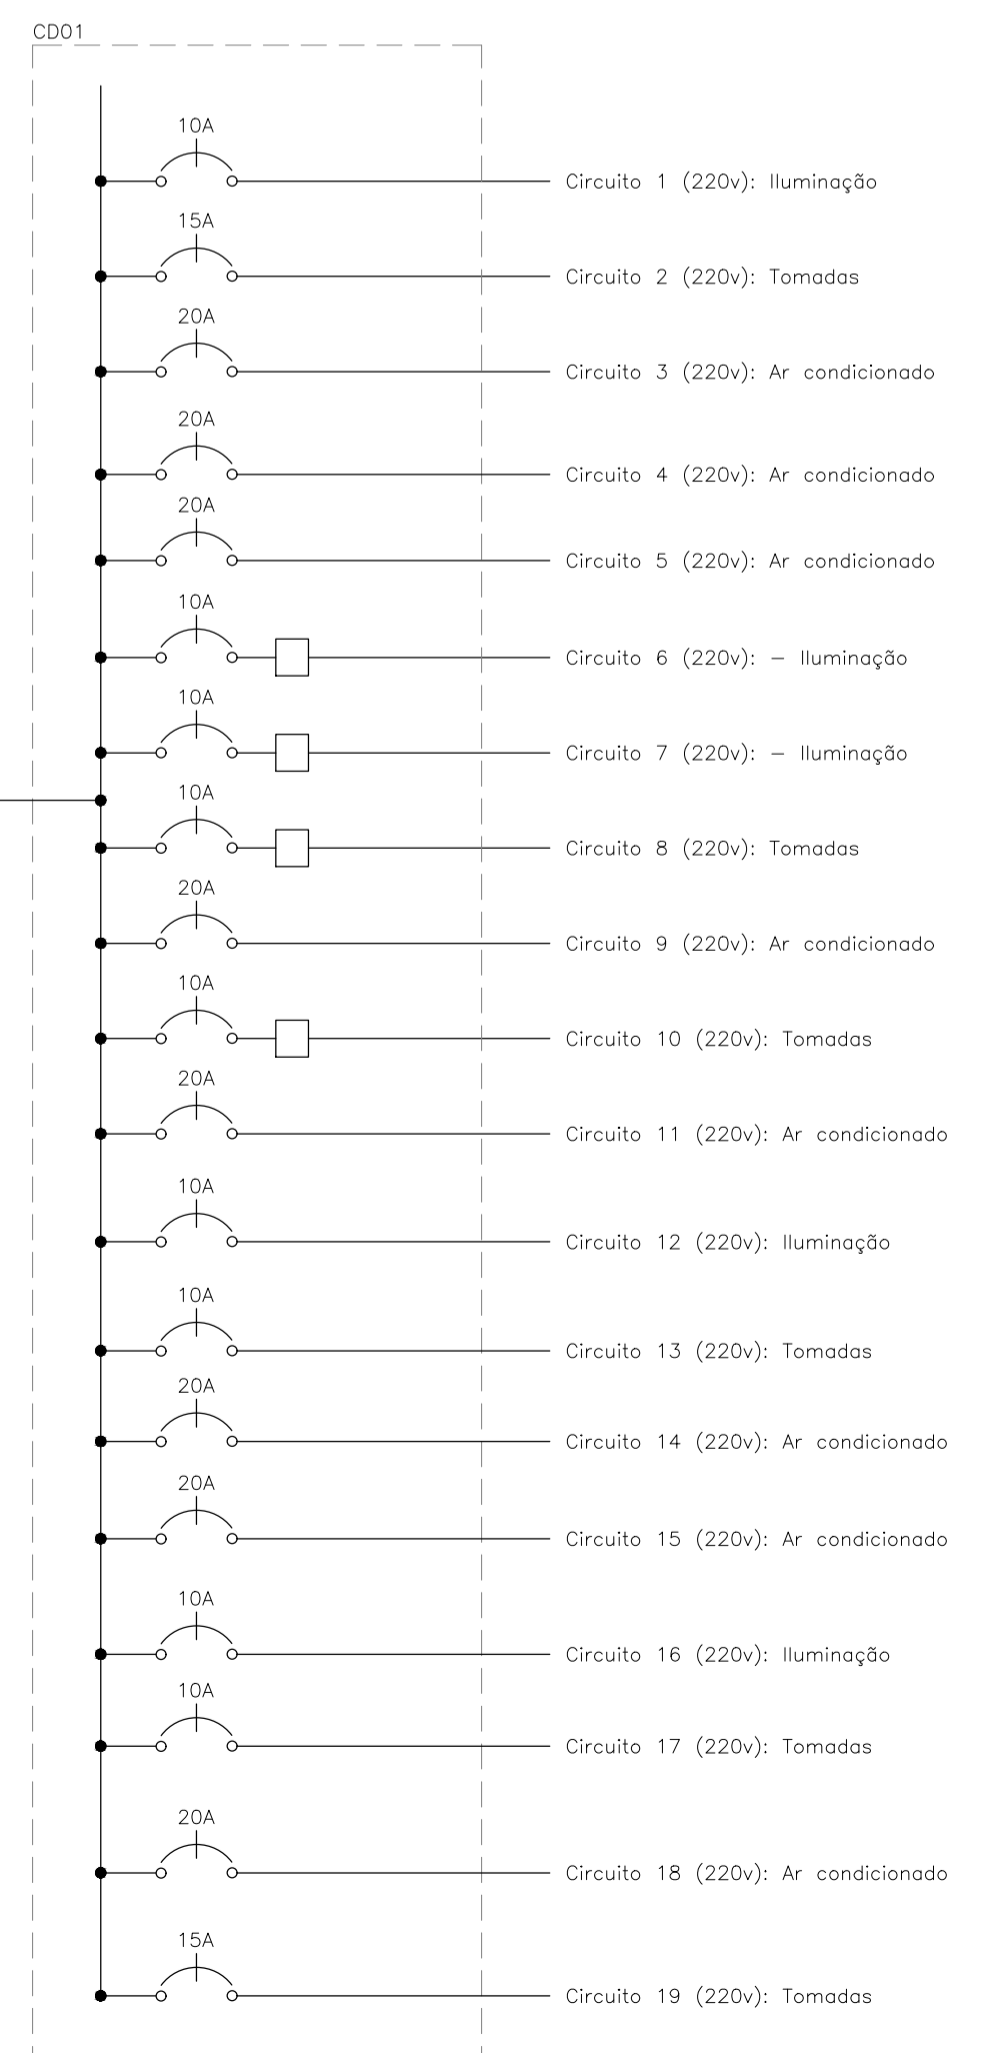 CD01
10A
Circuito 1 (220v): Iluminação
15A
Circuito 2 (220v): Tomadas
20A
Circuito 3 (220v): Ar condicionado
20A
Circuito 4 (220v): Ar condicionado
20A
Circuito 5 (220v): Ar condicionado
10A
Circuito 6 (220v): – Iluminação
10A
Circuito 7 (220v): – Iluminação
10A
Circuito 8 (220v): Tomadas
20A
Circuito 9 (220v): Ar condicionado
10A
Circuito 10 (220v): Tomadas
20A
Circuito 11 (220v): Ar condicionado
10A
Circuito 12 (220v): Iluminação
10A
Circuito 13 (220v): Tomadas
20A
Circuito 14 (220v): Ar condicionado
20A
Circuito 15 (220v): Ar condicionado
10A
Circuito 16 (220v): Iluminação
10A
Circuito 17 (220v): Tomadas
20A
Circuito 18 (220v): Ar condicionado
15A
Circuito 19 (220v): Tomadas